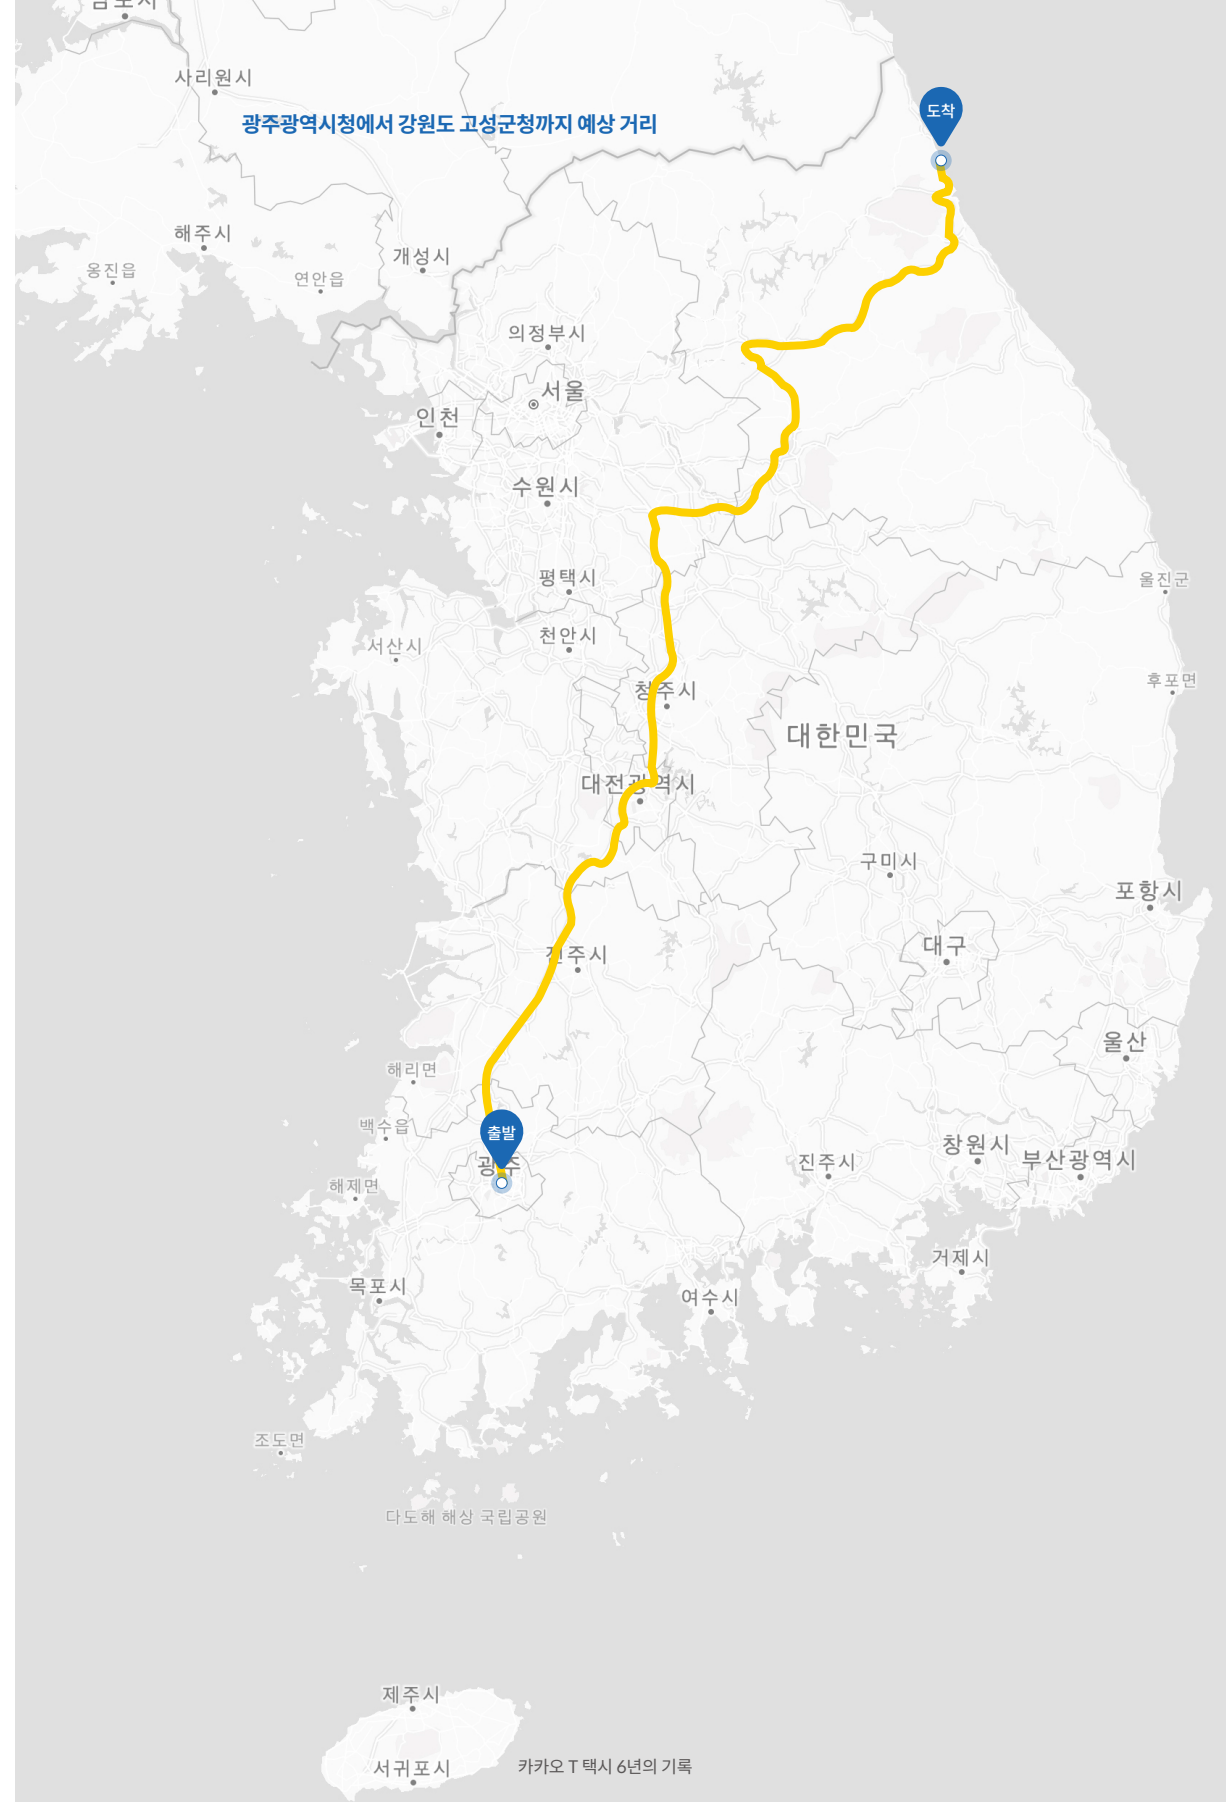 남포시
사리원시
도착
광주광역시청에서 강원도 고성군청까지 예상 거리
해주시
개성시
옹진읍
연안읍
의정부시
서울
인천
수원시
평택시
울진군
천안시
서산시
후포면
청주시
대한민국
대전광역시
구미시
포항시
대구
전주시
울산
해리면
백수읍
출발
창원시
부산광역시
광주
진주시
해제면
거제시
목포시
여수시
조도면
다도해 해상 국립공원
제주시
서귀포시
카카오 T 택시 6년의 기록